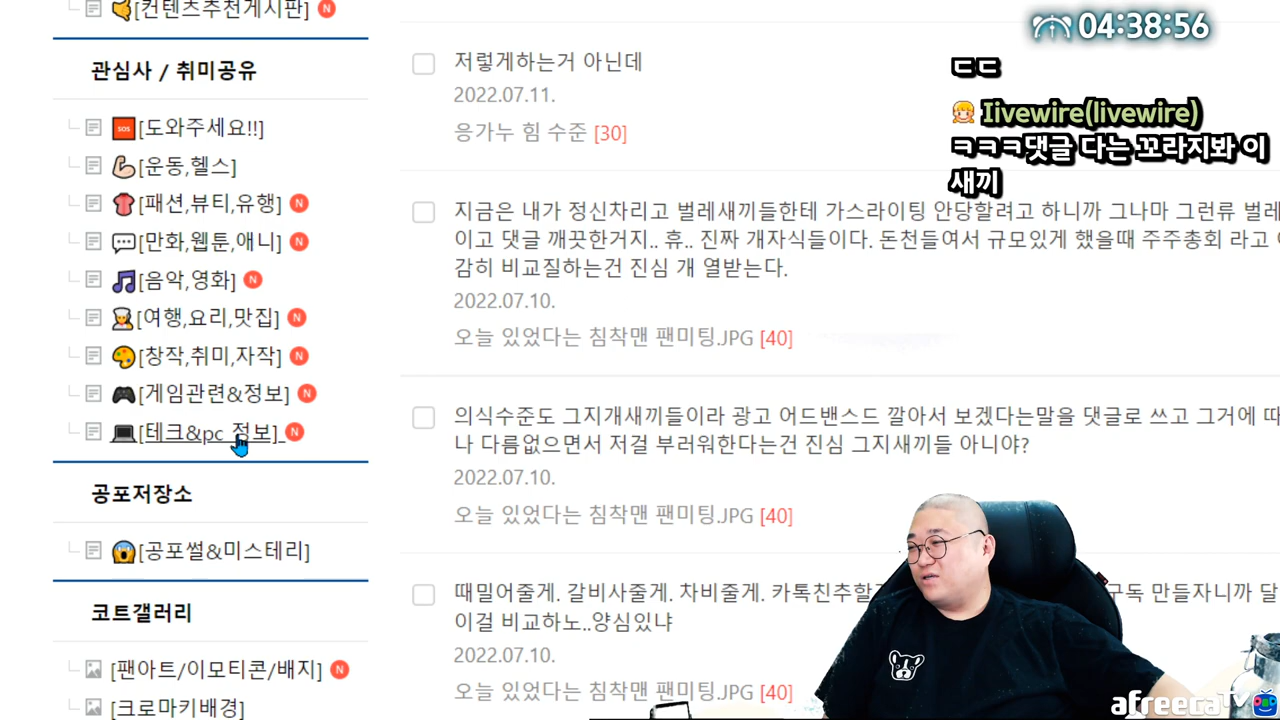 [컨텐츠추천게시판] N
관심사 / 취미공유
SOS [도와주세요!!]
[운동,헬스]
[패션,뷰티,유행] N
[만화,웹툰,애니] N
[음악,영화] N
[여행,요리,맛집] N
[창작,취미,자작] N
[게임관련&정보] N
[테크&pc 정보] N
공포저장소
[공포썰&미스테리]
코트갤러리
[팬아트/이모티콘/배지] N
[크로마키배경]
저렇게하는거 아닌데
2022.07.11.
응가누 힘 수준 [30]
지금은 내가 정신차리고 벌레새끼들한테 가스라이팅 안당할려고 하니까 그나마 그런류 벌레
이고 댓글 깨끗한거지.. 휴.. 진짜 개자식들이다. 돈천들여서 규모있게 했을때 주주총회 라고
감히 비교질하는건 진심 개 열받는다.
2022.07.10.
오늘 있었다는 침착맨 팬미팅.JPG [40]
의식수준도 그지개새끼들이라 광고 어드밴스드 깔아서 보겠다는말을 댓글로 쓰고 그거에 따
나 다름없으면서 저걸 부러워한다는건 진심 그지새끼들 아니야?
2022.07.10.
오늘 있었다는 침착맨 팬미팅.JPG [40]
때밀어줄게. 갈비사줄게. 차비줄게. 카톡친추할 구독 만들자니까 달
이걸 비교하노..양심있냐
2022.07.10.
오늘 있었다는 침착맨 팬미팅.JPG [40]
04:38:56
ㄷㄷ
Iivewire(livewire)
ㅋㅋㅋ댓글 다는 꼬라지봐 이
새끼
afreecaTV